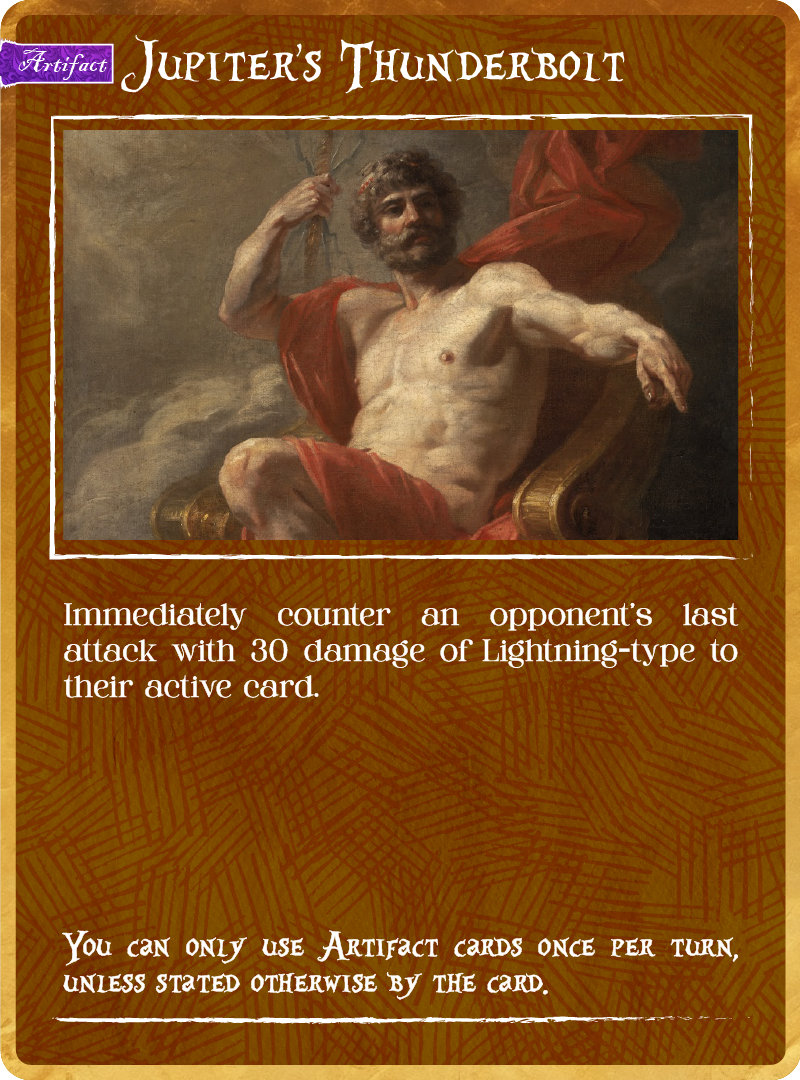 Artifact
Jupiter's Thunderbolt
Immediately counter an opponent's last
attack with 30 damage of Lightning-type to
their active card.
You can only use Artifact cards once per turn,
unless stated otherwise by the card.